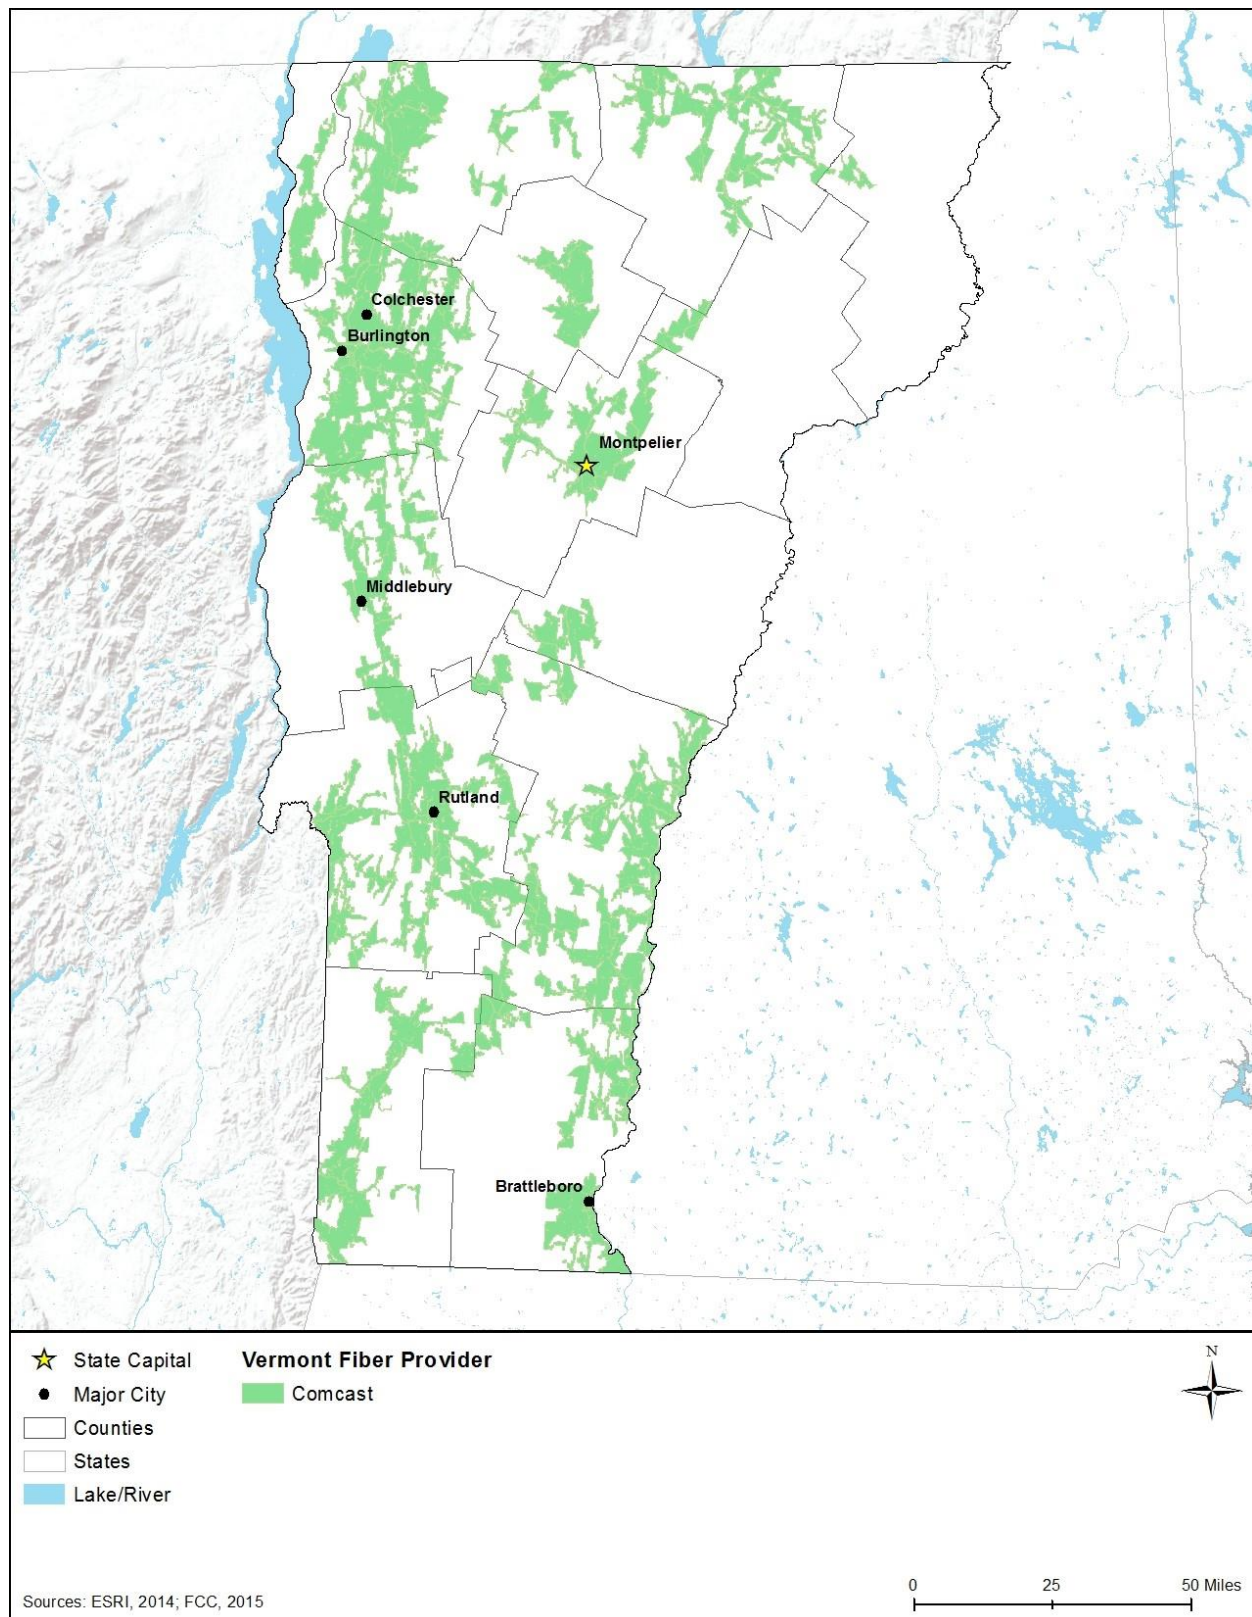 Colchester
Burlington
Montpelier
Middlebury
Rutland
Brattleboro
State Capital
Major City
Counties
States
Lake/River
Vermont Fiber Provider
Comcast
N
Sources: ESRI, 2014; FCC, 2015
0 25 50 Miles